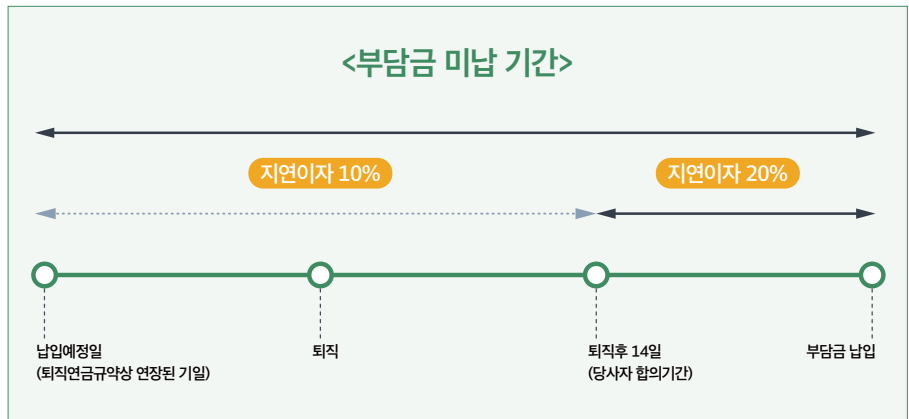 <부담금 미납 기간>
지연이자 10%
지연이자 20%
납입예정일
(퇴직연금규약상 연장된 기일)
퇴직
퇴직후 14일
(당사자 합의기간)
부담금 납입